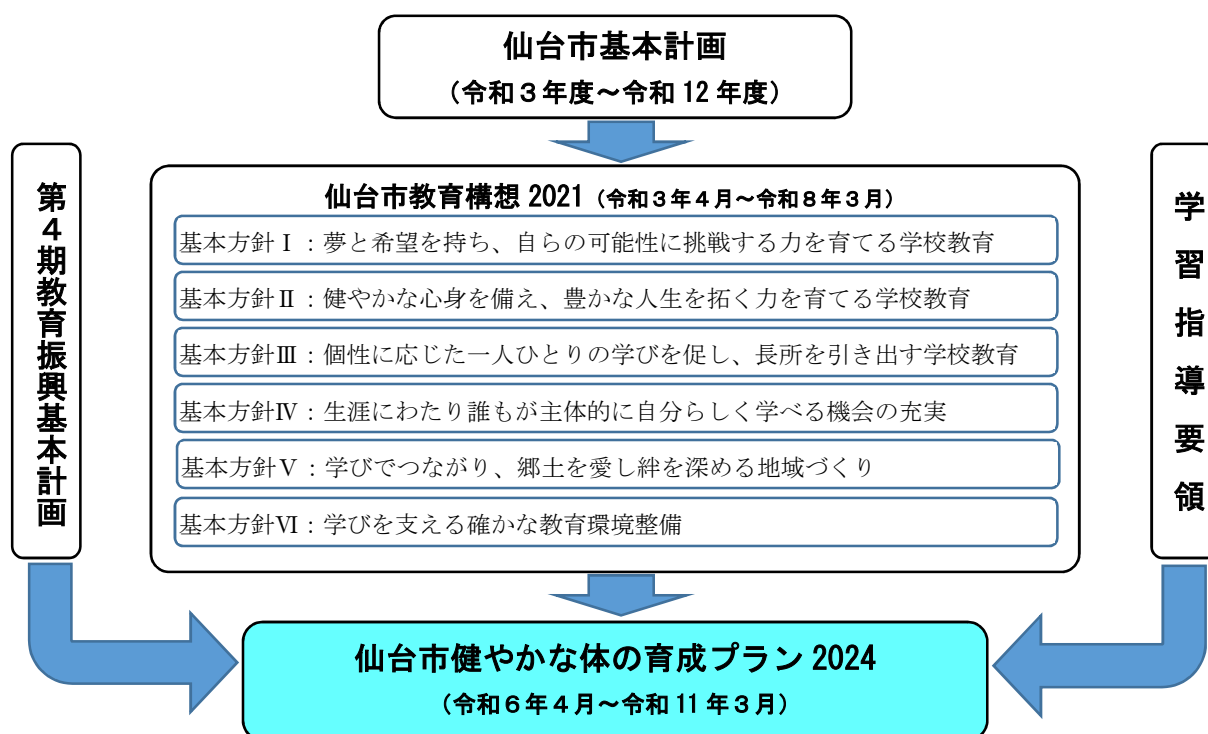 仙台市基本計画
（令和３年度～令和 12 年度）
第４期教育振興基本計画
仙台市教育構想 2021（令和３年４月～令和８年３月）
基本方針Ⅰ：夢と希望を持ち、自らの可能性に挑戦する力を育てる学校教育
基本方針Ⅱ：健やかな心身を備え、豊かな人生を拓く力を育てる学校教育
基本方針Ⅲ：個性に応じた一人ひとりの学びを促し、長所を引き出す学校教育
基本方針Ⅳ：生涯にわたり誰もが主体的に自分らしく学べる機会の充実
基本方針Ⅴ：学びでつながり、郷土を愛し絆を深める地域づくり
基本方針Ⅵ：学びを支える確かな教育環境整備
学習指導要領
仙台市健やかな体の育成プラン 2024
（令和６年４月～令和 11 年３月）